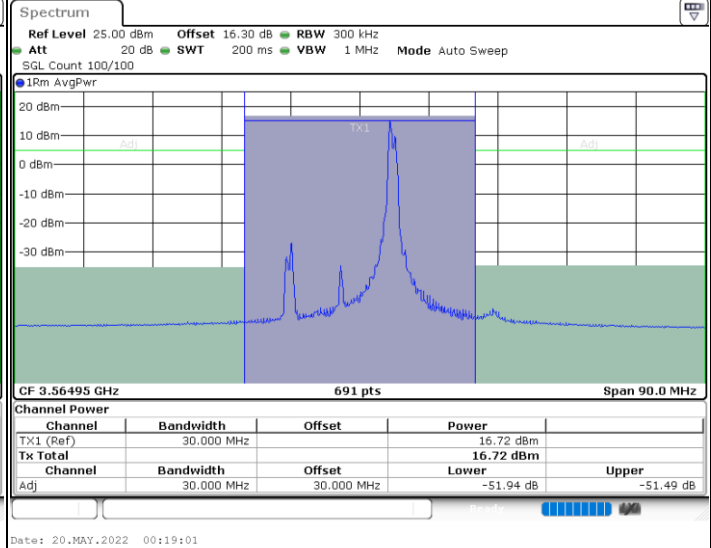 Spectrum
Ref Level 25.00 dBm Offset 16.30 dB RBW 300 kHz
Att 20 dB SWT 200 ms VBW 1 MHz Mode Auto Sweep
SGL Count 100/100
1Rm AvgPwr
20 dBm
TX1
10 dBm
Adj Adj
0 dBm
-10 dBm
-20 dBm
-30 dBm
CF 3.56495 GHz 691 pts Span 90.0 MHz
Channel Power
Channel Bandwidth Offset Power
TX1 (Ref) 30.000 MHz 16.72 dBm
Tx Total 16.72 dBm
Channel Bandwidth Offset Lower Upper
Adj 30.000 MHz 30.000 MHz -51.94 dB -51.49 dB
Ready
Date: 20.MAY.2022 00:19:01